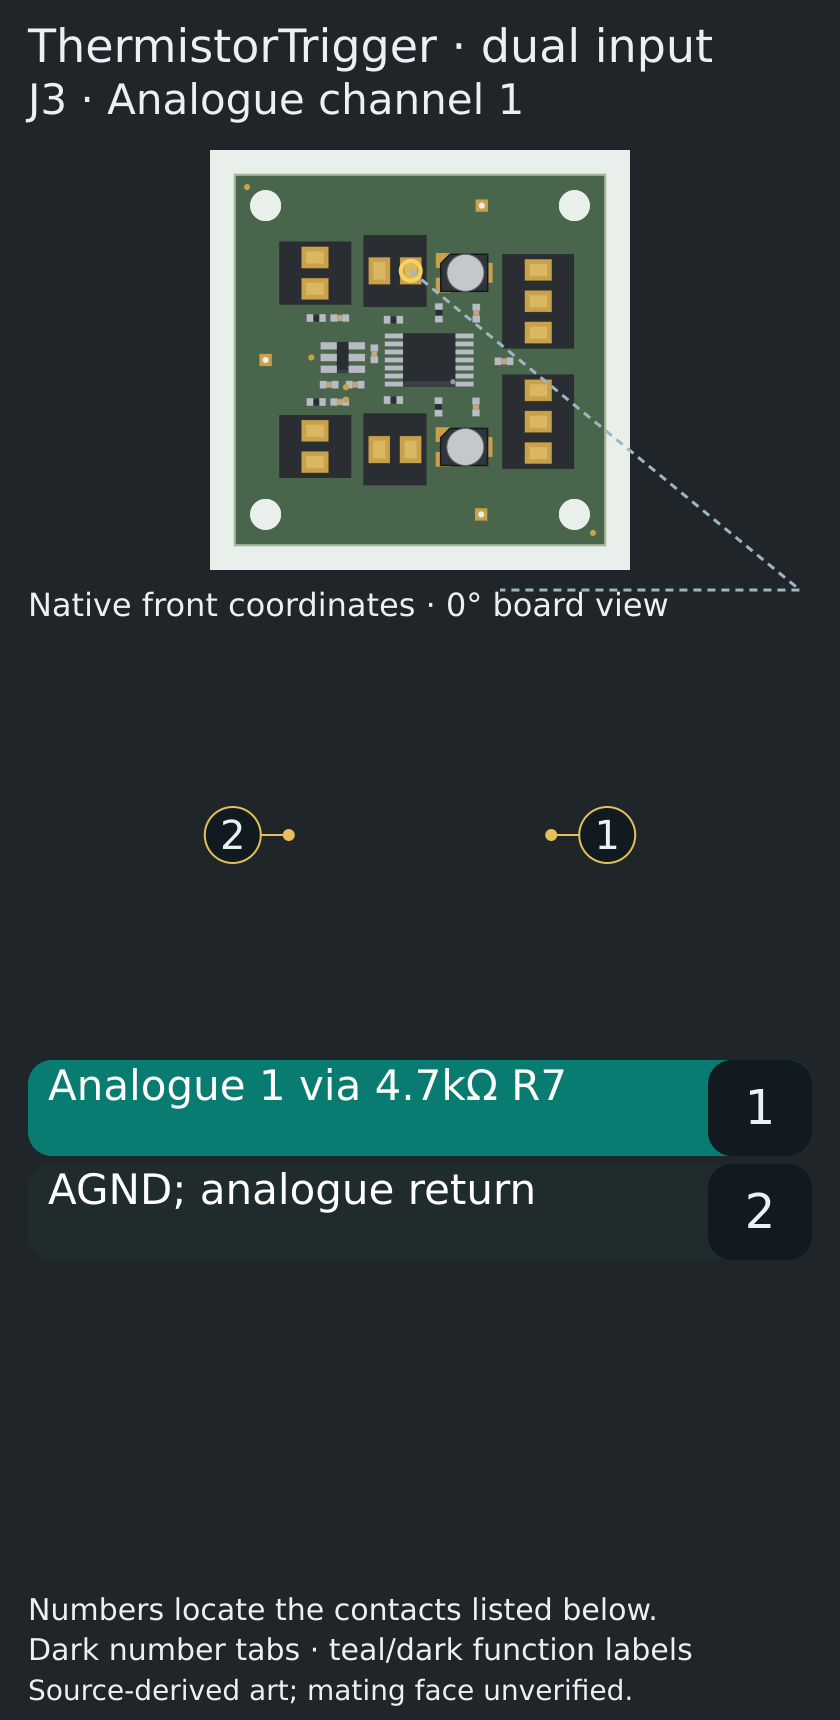 ThermistorTrigger · dual input
J3 · Analogue channel 1
Native front coordinates · 0° board view
2
1
Analogue 1 via 4.7kΩ R7
1
AGND; analogue return
2
Numbers locate the contacts listed below.
Dark number tabs · teal/dark function labels
Source-derived art; mating face unverified.